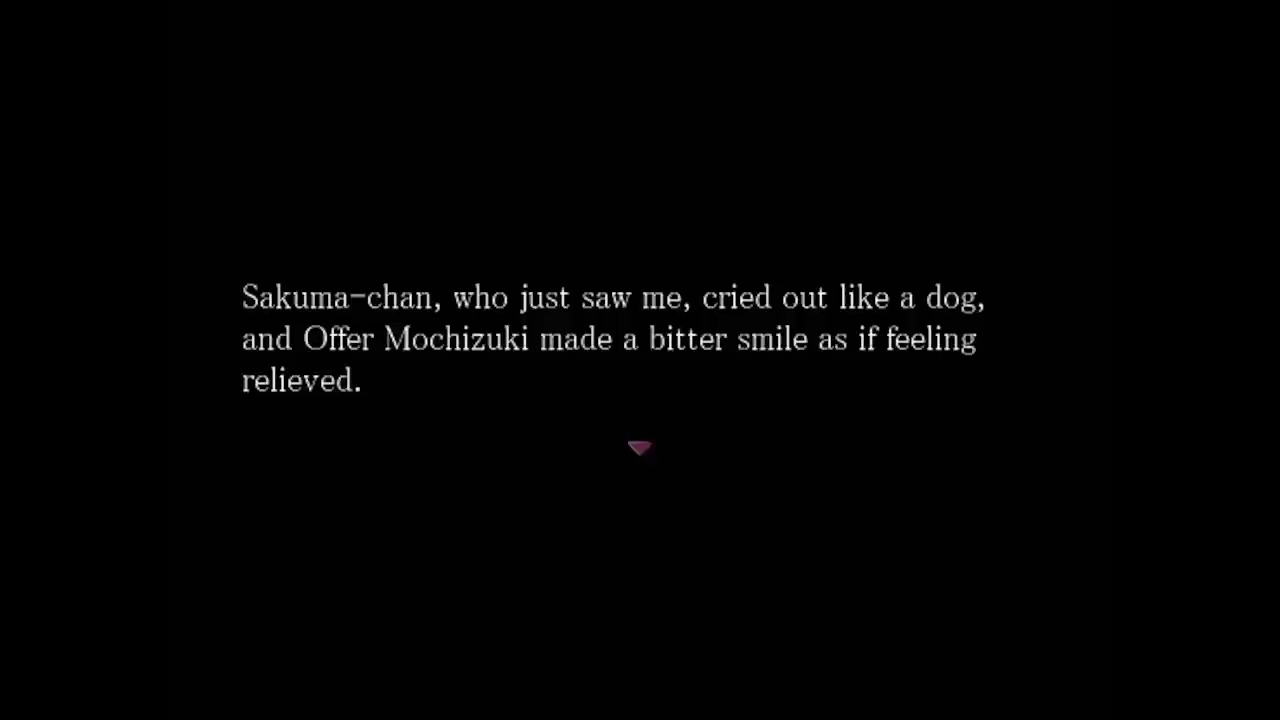 Sakuma-chan, who just saw me, cried out like a dog,
and Offer Mochizuki made a bitter smile as if feeling
relieved.